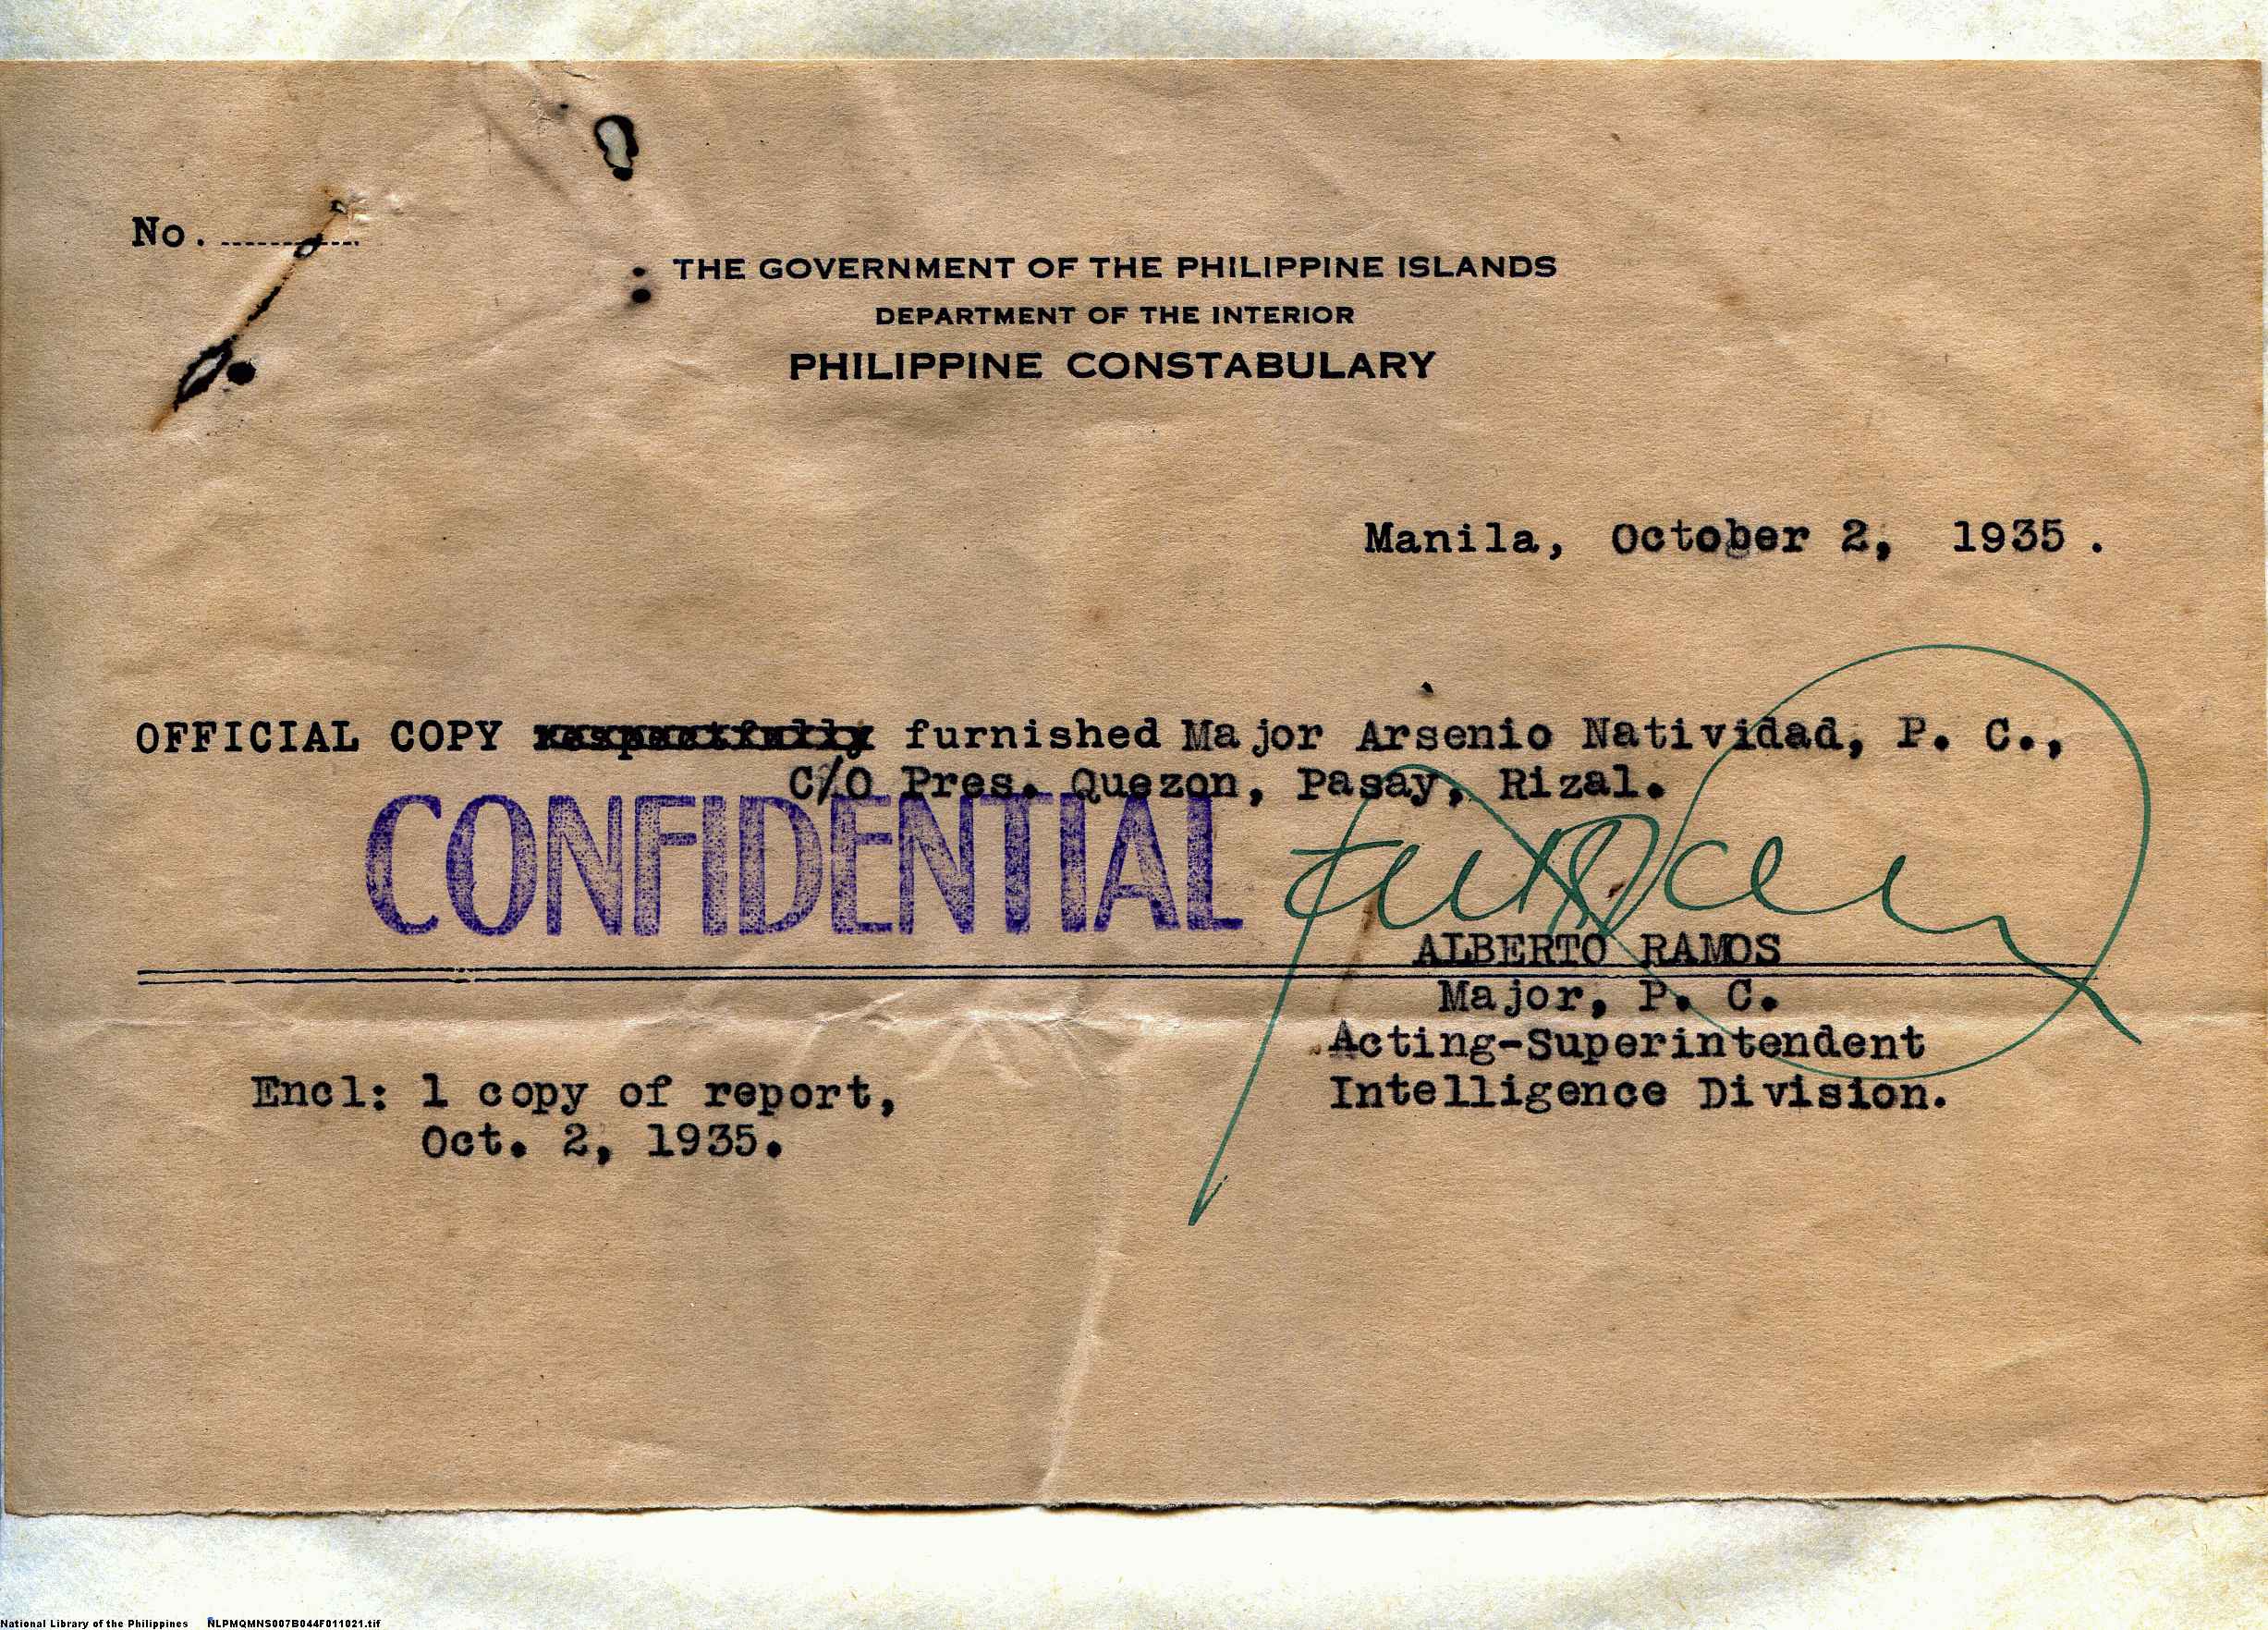 No. ..............
THE GOVERNMENT OF THE PHILIPPINE ISLANDS
DEPARTMENT OF THE INTERIOR
PHILIPPINE CONSTABULARY
Manila, October 2, 1935.
OFFICIAL COPY respectfully furnished Major Arsenio Natividad, P. C.,
C/O Pres. Quezon, Pasay, Rizal.
CONFIDENTIAL
ALBERTO RAMOS
Major, P. C.
Acting-Superintendent
Intelligence Division.
Encl: 1 copy of report,
Oct. 2, 1935.
National Library of the Philippines NLPMQMNS007B044F011021.tif